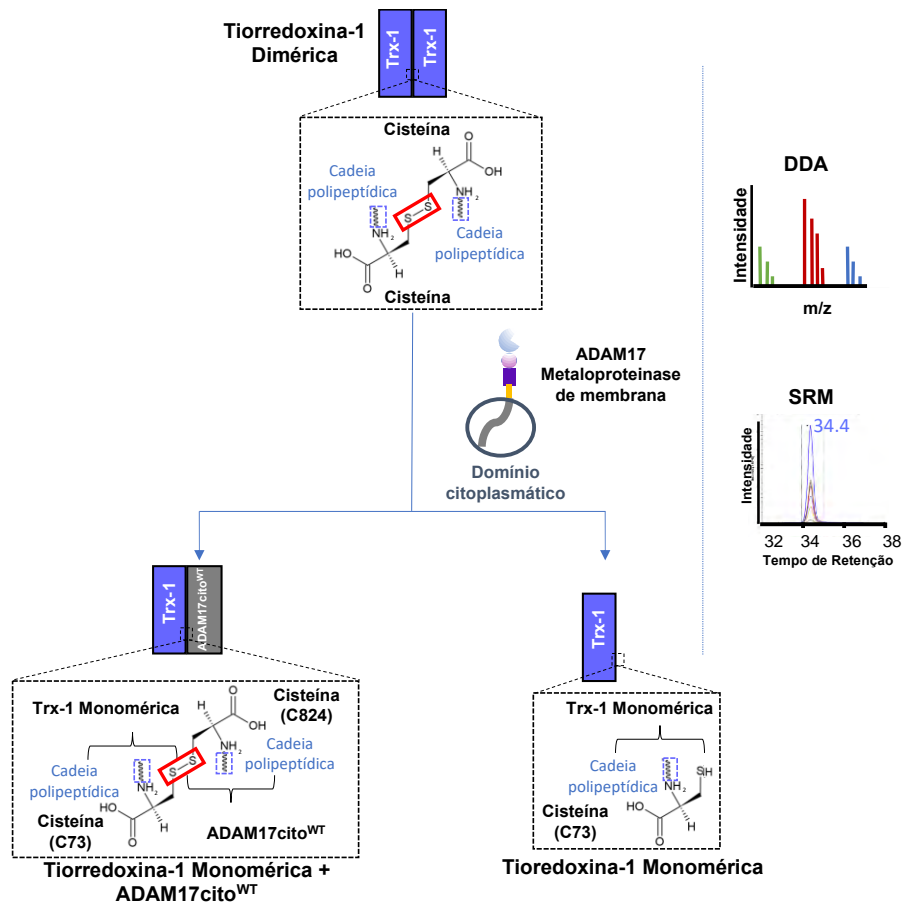 Tiorredoxina-1
Dimérica
Trx-1
Trx-1
Cisteína
H
O
OH
NH₂
S
S
Cadeia
polipeptídica
Cadeia
polipeptídica
NH₂
HO
H
O
Cisteína
ADAM17
Metaloproteinase
de membrana
Domínio
citoplasmático
DDA
Intensidade
m/z
SRM
34.4
Intensidade
32 34 36 38
Tempo de Retenção
Trx-1
ADAM17citoᵂᵀ
Trx-1 Monomérica
Cisteína
(C824)
H
O
OH
NH₂
S
S
Cadeia
polipeptídica
Cadeia
polipeptídica
NH₂
HO
H
O
Cisteína
(C73)
ADAM17citoᵂᵀ
Tiorredoxina-1 Monomérica +
ADAM17citoᵂᵀ
Trx-1
Trx-1 Monomérica
Cadeia
polipeptídica
SH
NH₂
HO
H
O
Cisteína
(C73)
Tioredoxina-1 Monomérica